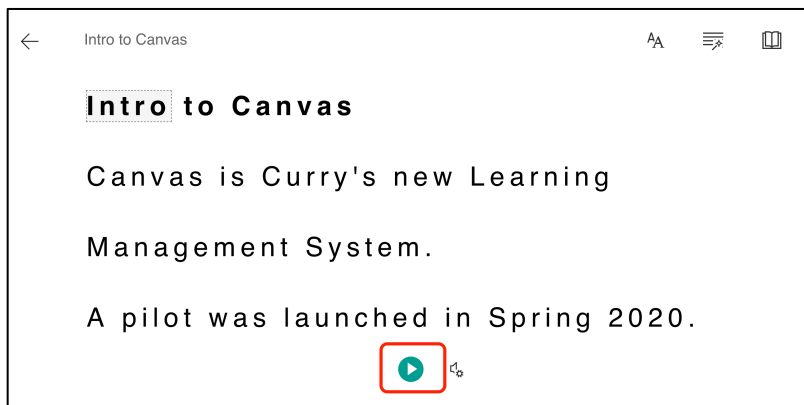 Intro to Canvas
Intro to Canvas
Canvas is Curry's new Learning
Management System.
A pilot was launched in Spring 2020.